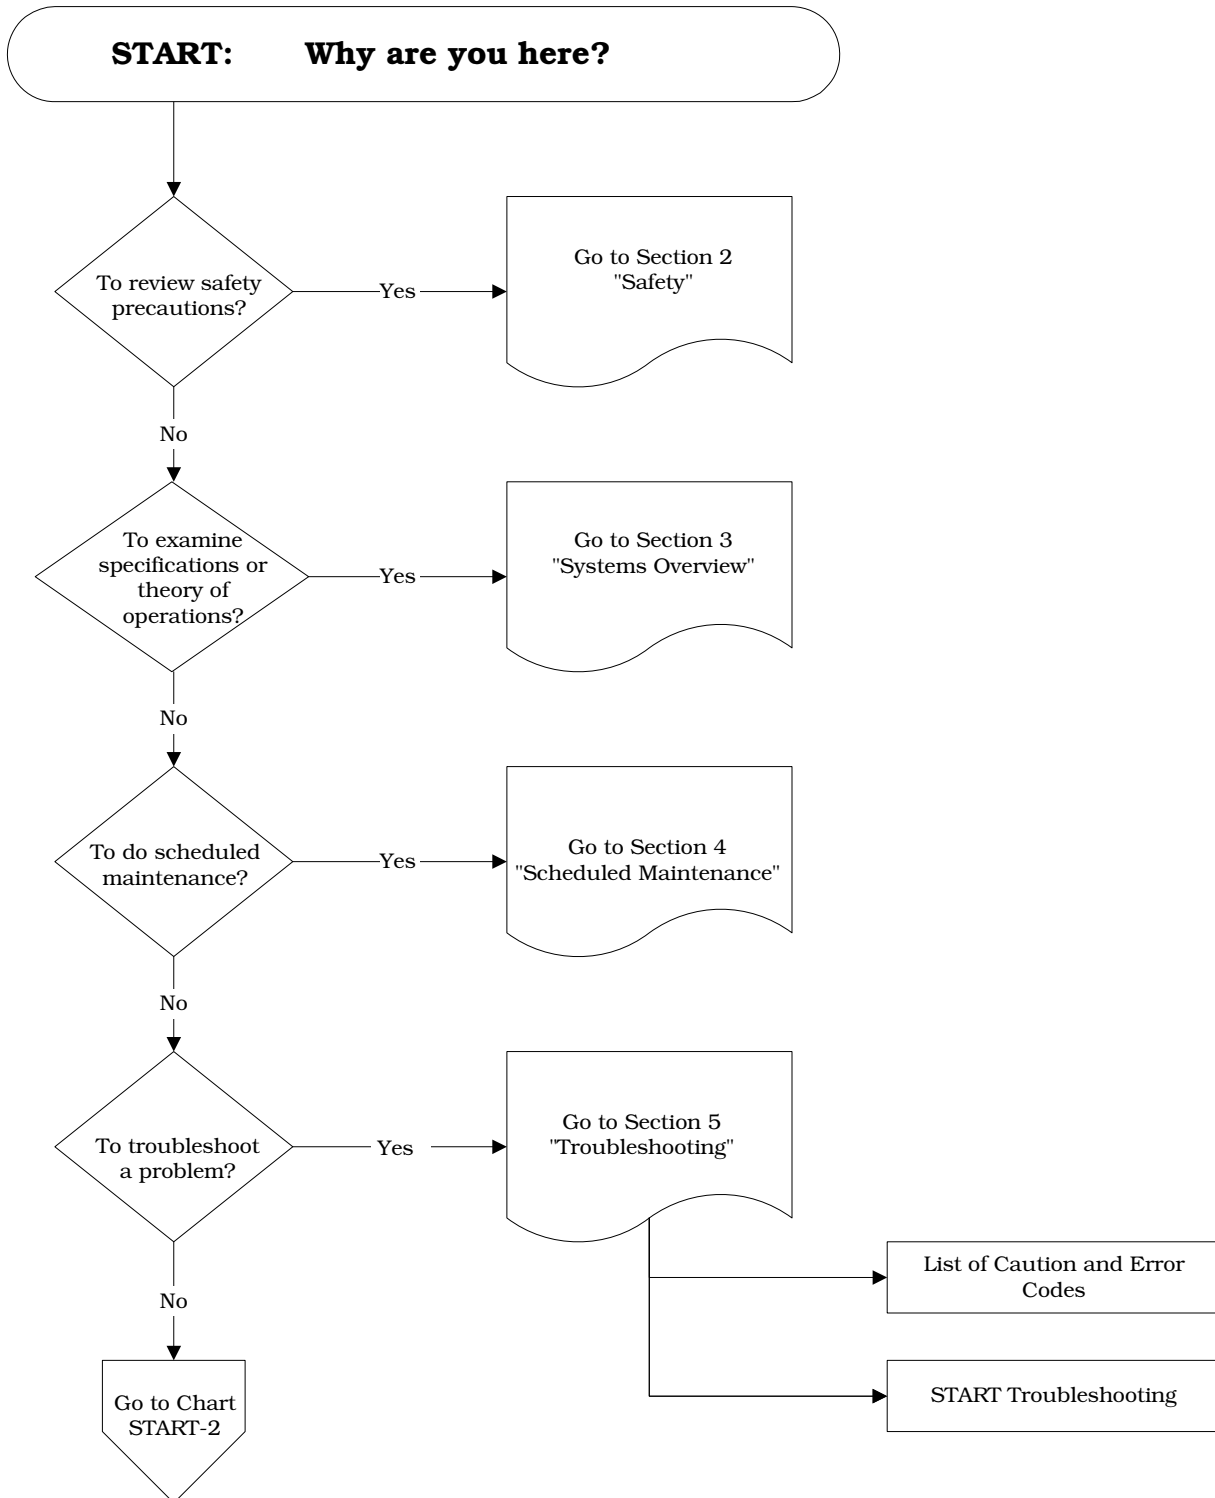 START: Why are you here?
To review safety
precautions?
Yes
Go to Section 2
"Safety"
No
To examine
specifications or
theory of
operations?
Yes
Go to Section 3
"Systems Overview"
No
To do scheduled
maintenance?
Yes
Go to Section 4
"Scheduled Maintenance"
No
To troubleshoot
a problem?
Yes
Go to Section 5
"Troubleshooting"
List of Caution and Error
Codes
No
START Troubleshooting
Go to Chart
START-2